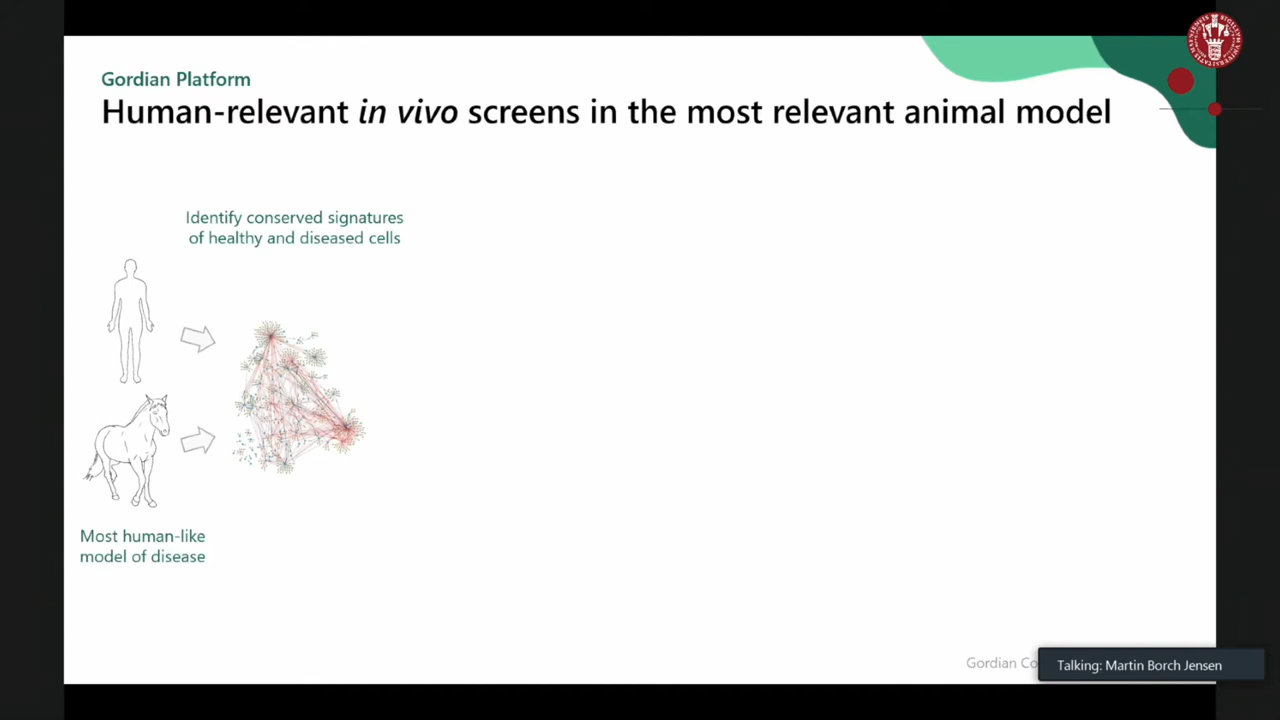 Gordian Platform
Human-relevant in vivo screens in the most relevant animal model
Identify conserved signatures
of healthy and diseased cells
Most human-like
model of disease
Gordian Co
Talking: Martin Borch Jensen